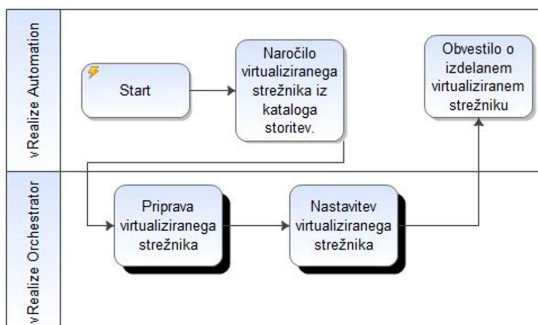 vRealize Automation
Start
Naročilo
virtualiziranega
strežnika iz
kataloga
storitev.
Obvestilo o
izdelanem
virtualiziranem
strežniku
vRealize Orchestrator
Priprava
virtualiziranega
strežnika
Nastavitev
virtualiziranega
strežnika